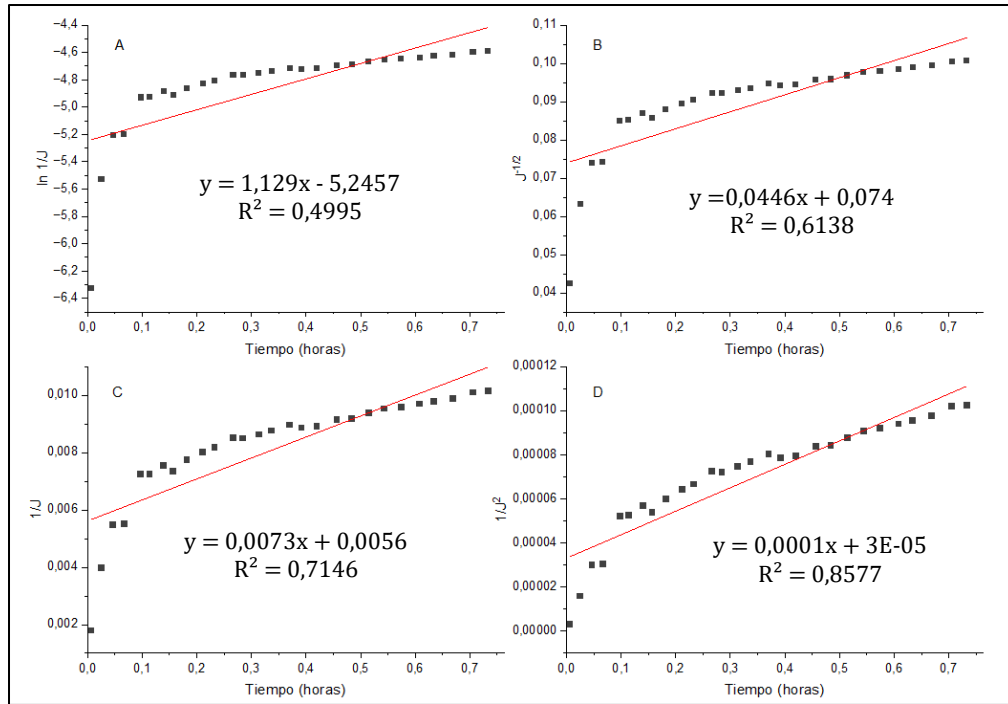 A
−4,4
−4,6
−4,8
−5,0
−5,2
−5,4
−5,6
−5,8
−6,0
−6,2
−6,4
ln 1/J
y = 1,129x - 5,2457
R² = 0,4995
0,0 0,1 0,2 0,3 0,4 0,5 0,6 0,7
Tiempo (horas)
B
0,11
0,10
0,09
0,08
0,07
0,06
0,05
0,04
J^-1/2
y =0,0446x + 0,074
R² = 0,6138
0,0 0,1 0,2 0,3 0,4 0,5 0,6 0,7
Tiempo (horas)
C
0,010
0,008
0,006
0,004
0,002
1/J
y = 0,0073x + 0,0056
R² = 0,7146
0,0 0,1 0,2 0,3 0,4 0,5 0,6 0,7
Tiempo (horas)
D
0,00012
0,00010
0,00008
0,00006
0,00004
0,00002
0,00000
1/J²
y = 0,0001x + 3E-05
R² = 0,8577
0,0 0,1 0,2 0,3 0,4 0,5 0,6 0,7
Tiempo (horas)